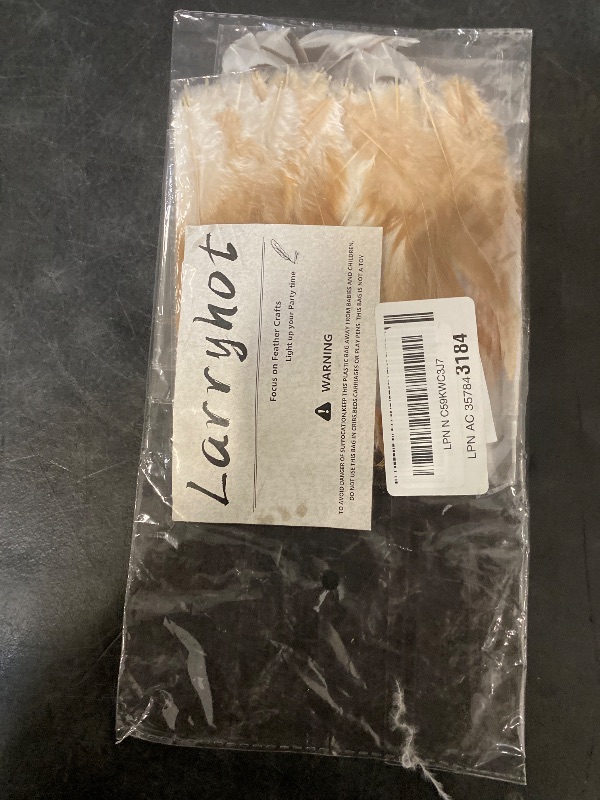 Larryhot
Focus on Feather Crafts
Light up your Party time
WARNING
TO AVOID DANGER OF SUFFOCATION,KEEP THIS PLASTIC BAG AWAY FROM BABIES AND CHILDREN.
DO NOT USE THIS BAG IN CRIBS,BEDS,CARRIAGES OR PLAY PENS. THIS BAG IS NOT A TOY
LPN N C59KWC3J7
LPN AC 357843184